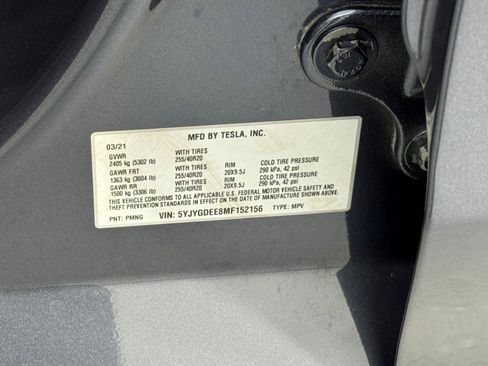 MFD BY TESLA, INC.
03/21
GVWR WITH TIRES
2405 kg (5302 lb) 255/40R20
GAWR FRT WITH TIRES RIM COLD TIRE PRESSURE
1363 kg (3004 lb) 255/40R20 20X9.5J 290 kPa, 42 psi
GAWR RR WITH TIRES RIM COLD TIRE PRESSURE
1500 kg (3306 lb) 255/40R20 20X9.5J 290 kPa, 42 psi
THIS VEHICLE CONFORMS TO ALL APPLICABLE U.S. FEDERAL MOTOR VEHICLE SAFETY AND
THEFT PREVENTION STANDARDS IN EFFECT ON THE DATE OF MANUFACTURE SHOWN ABOVE.
PNT: PMNG VIN: 5YJYGDEE8MF152156 TYPE: MPV